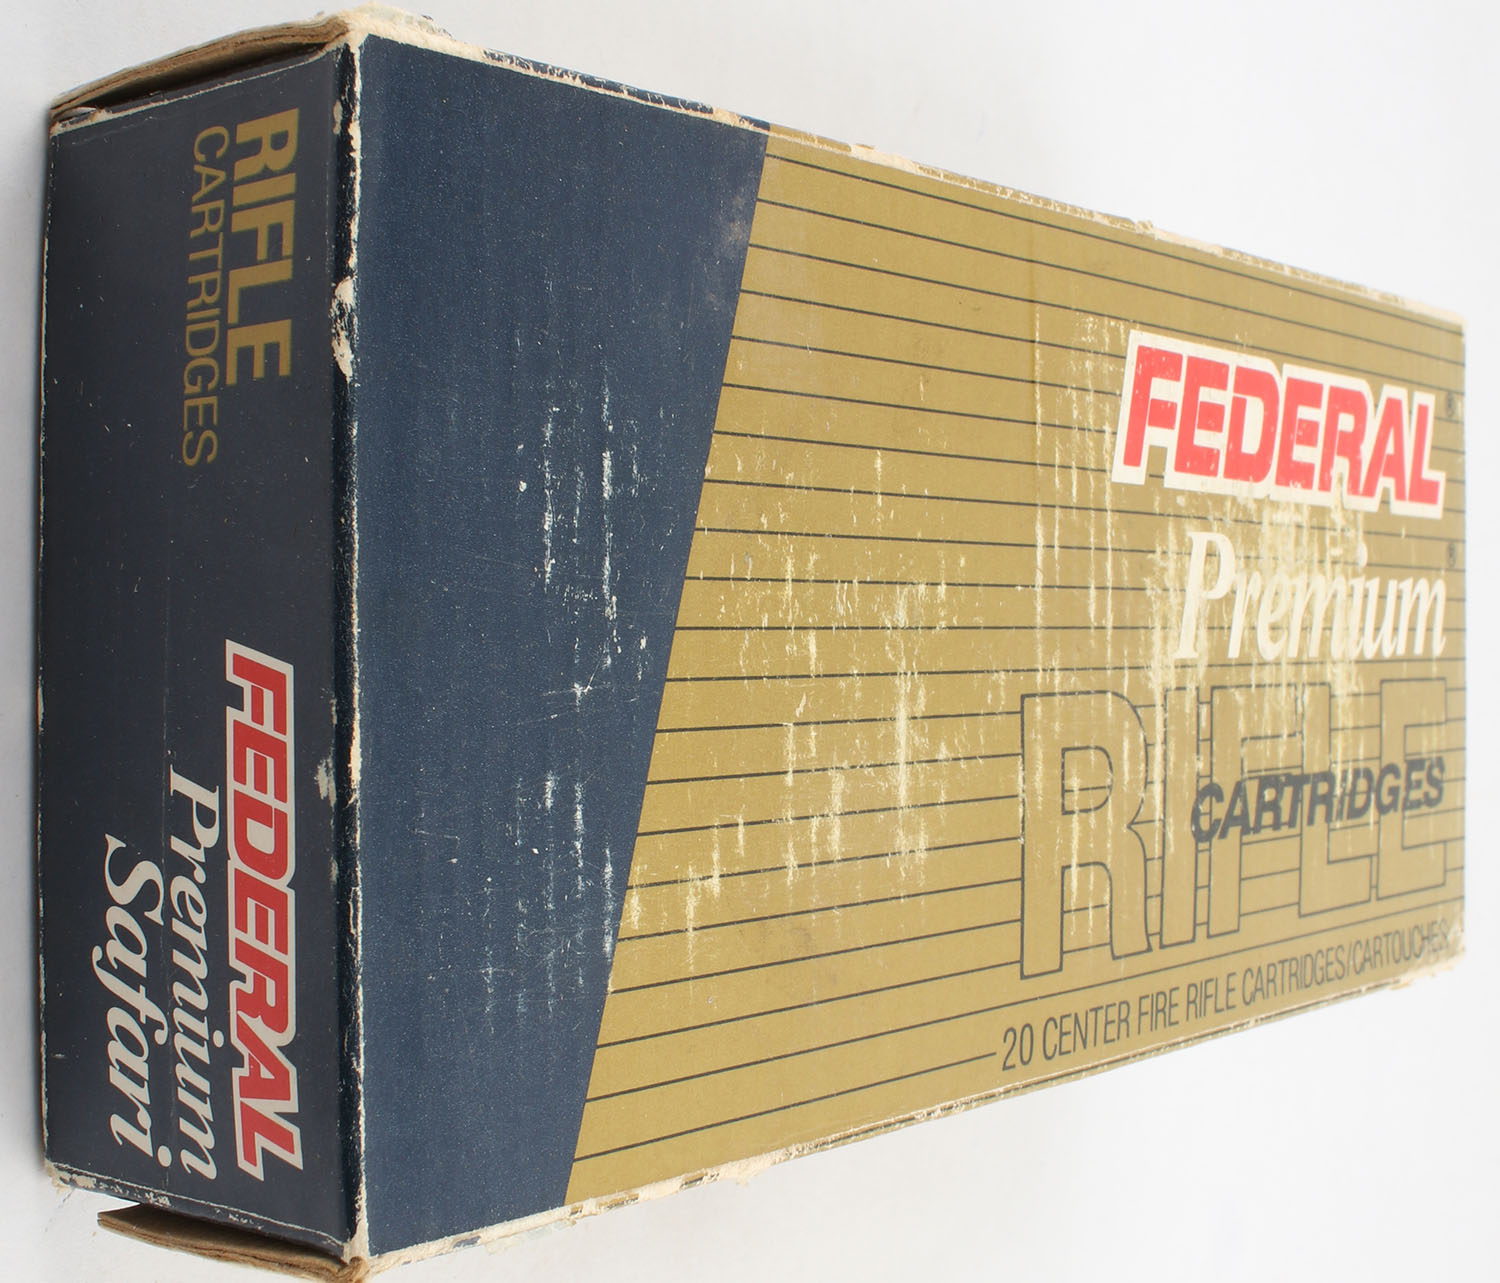 RIFLE
CARTRIDGES
FEDERAL
Premium
Safari
FEDERAL®
Premium®
RIFLE
CARTRIDGES
20 CENTER FIRE RIFLE CARTRIDGES/CARTOUCHES